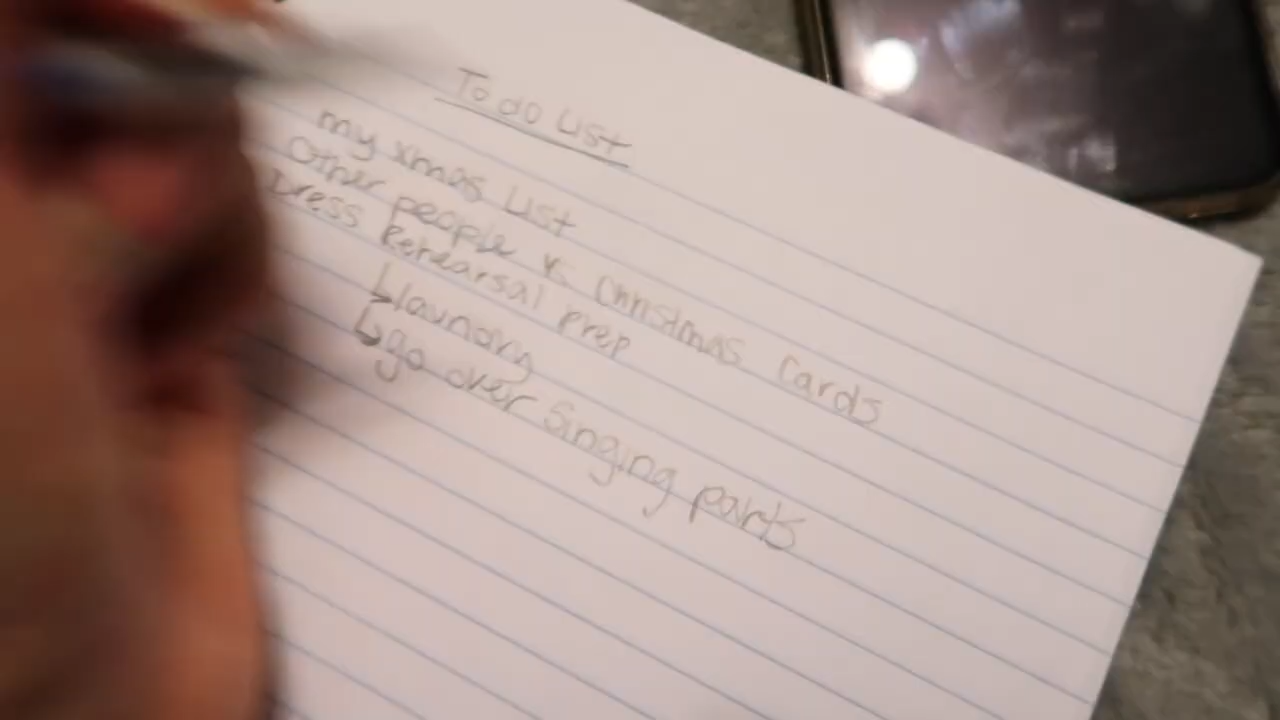 To do List
my xmas List
Other people's Christmas Cards
Dress Rehearsal prep
↳laundry
↳go over Singing parts